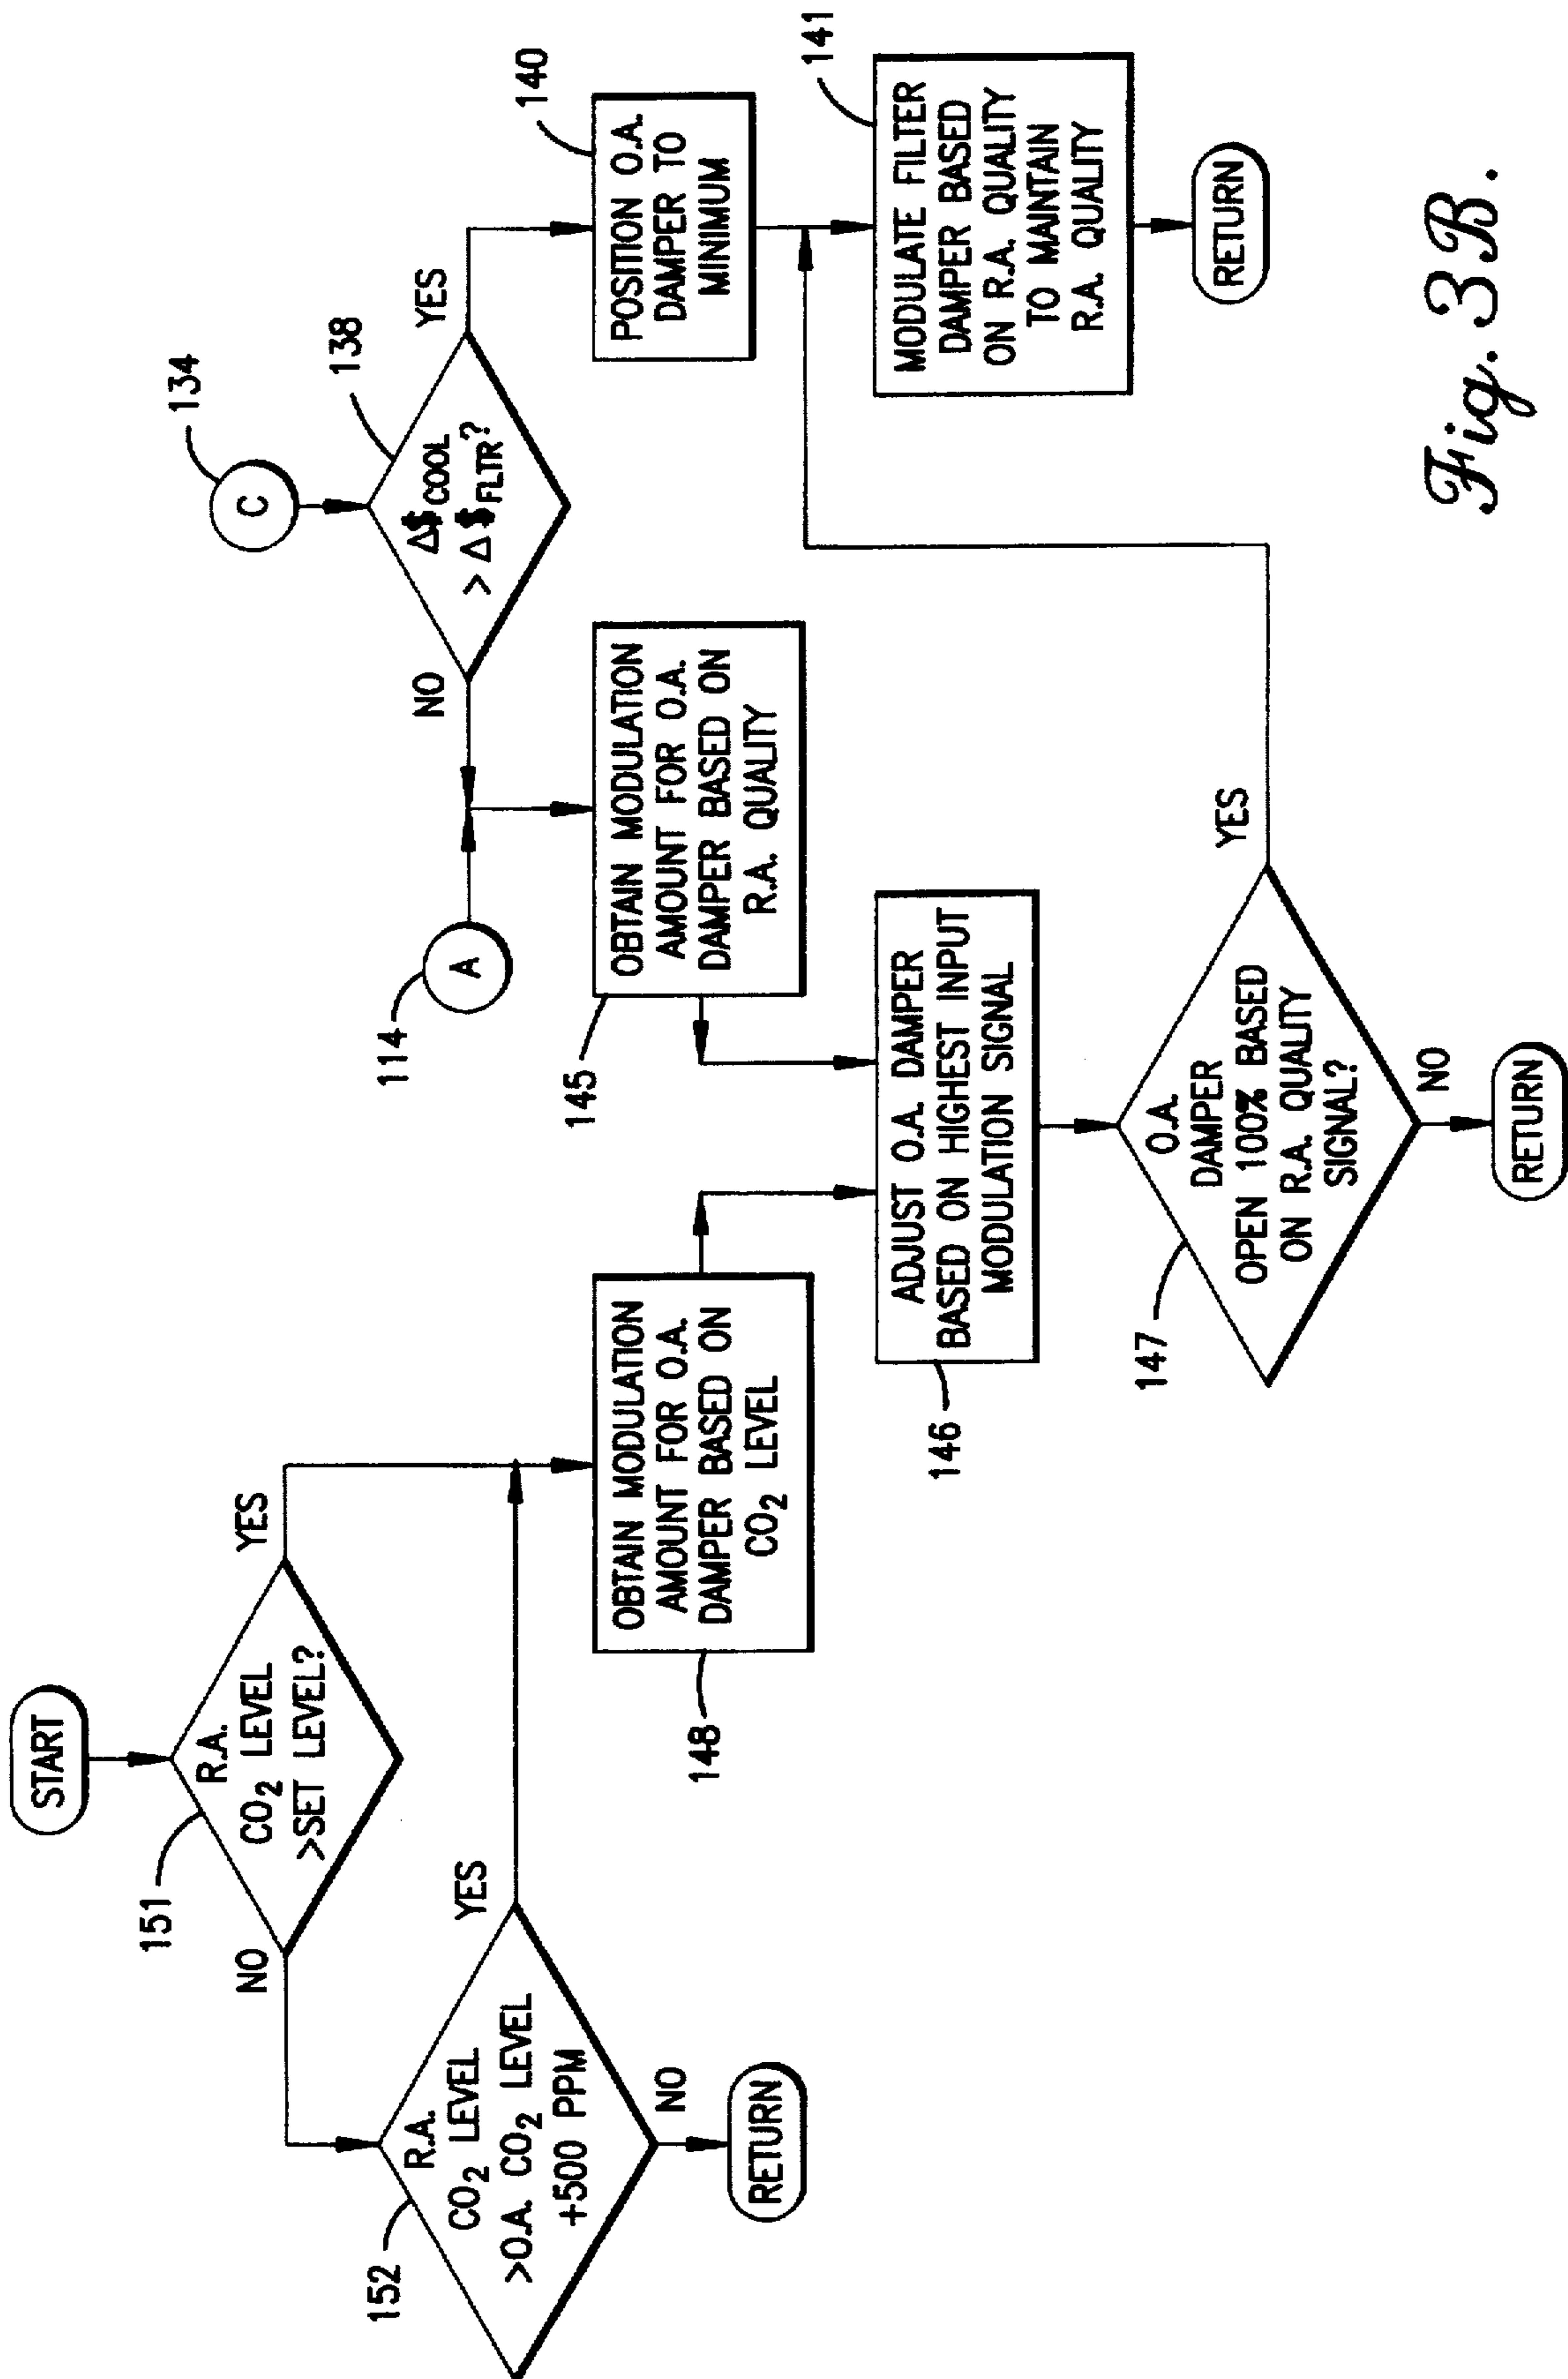 START
151
R.A.
CO₂ LEVEL
>SET LEVEL?
YES
NO
152
R.A.
CO₂ LEVEL
>O.A. CO₂ LEVEL
+500 PPM
YES
NO
RETURN
OBTAIN MODULATION
AMOUNT FOR O.A.
DAMPER BASED ON
CO₂ LEVEL
148
134
C
138
Δ$COOL
>Δ$FLTR?
YES
NO
114
A
145
OBTAIN MODULATION
AMOUNT FOR O.A.
DAMPER BASED ON
R.A. QUALITY
140
POSITION O.A.
DAMPER TO
MINIMUM
141
MODULATE FILTER
DAMPER BASED
ON R.A. QUALITY
TO MAINTAIN
R.A. QUALITY
RETURN
146
ADJUST O.A. DAMPER
BASED ON HIGHEST INPUT
MODULATION SIGNAL
147
O.A.
DAMPER
OPEN 100% BASED
ON R.A. QUALITY
SIGNAL?
YES
NO
RETURN
Fig. 3B.